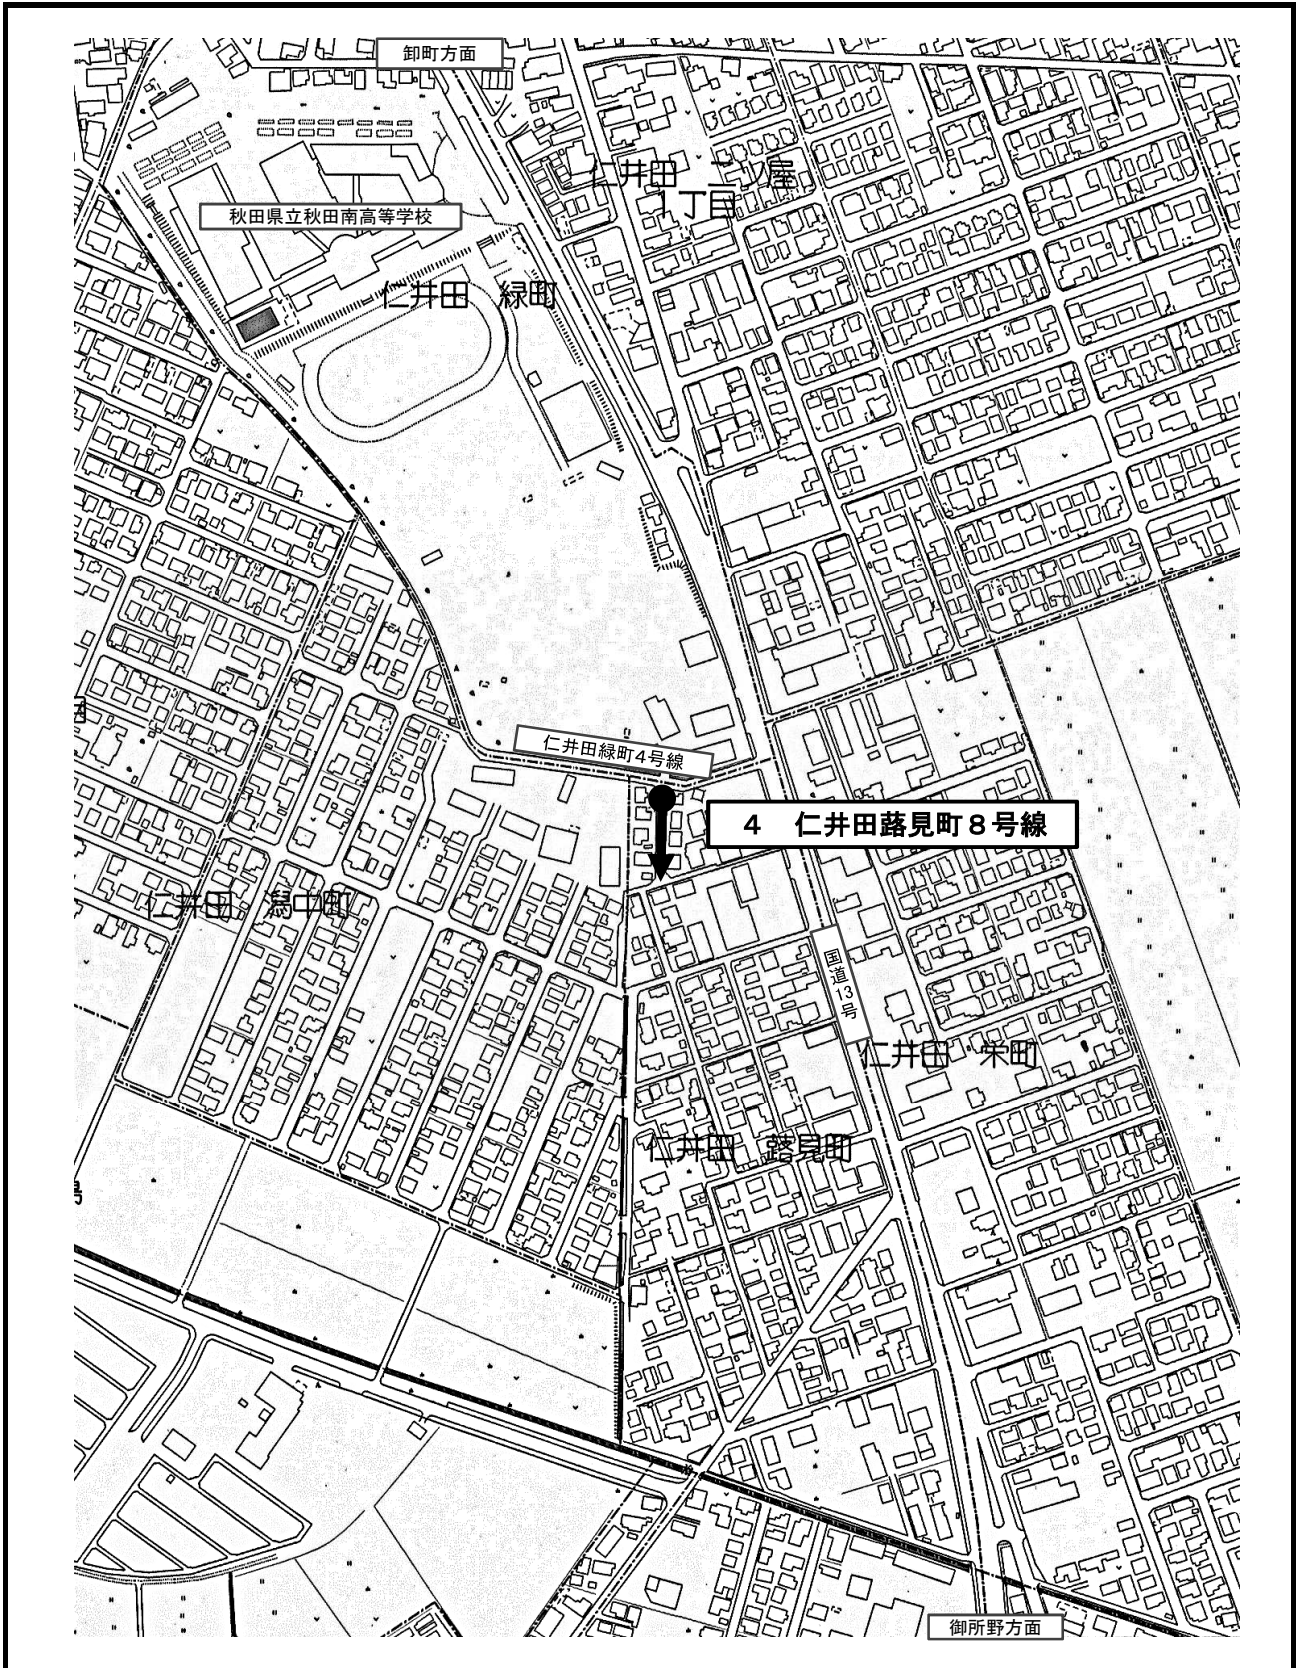 卸町方面
仁井田 二ツ屋
1丁目
秋田県立秋田南高等学校
仁井田 緑町
仁井田緑町4号線
4 仁井田蕗見町8号線
仁井田 潟中町
国道13号
仁井田 栄町
仁井田 蕗見町
御所野方面